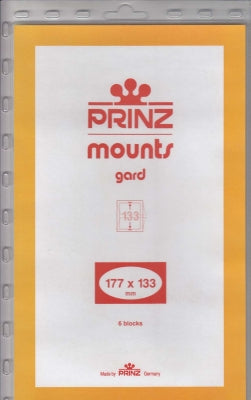 PRINZ
mounts
gard
133
177 x 133
mm
6 blocks
Made by PRINZ Germany